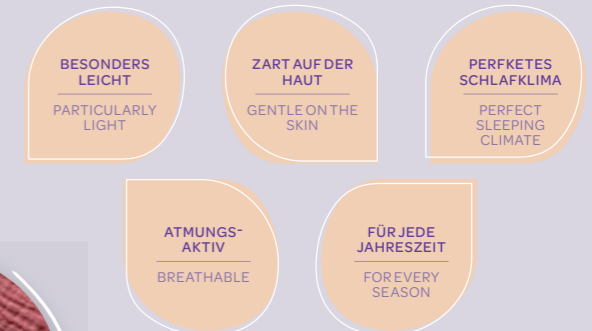 BESONDERS
LEICHT
PARTICULARLY
LIGHT
ZART AUF DER
HAUT
GENTLE ON THE
SKIN
PERFKETES
SCHLAFKLIMA
PERFECT
SLEEPING
CLIMATE
ATMUNGS-
AKTIV
BREATHABLE
FÜR JEDE
JAHRESZEIT
FOR EVERY
SEASON